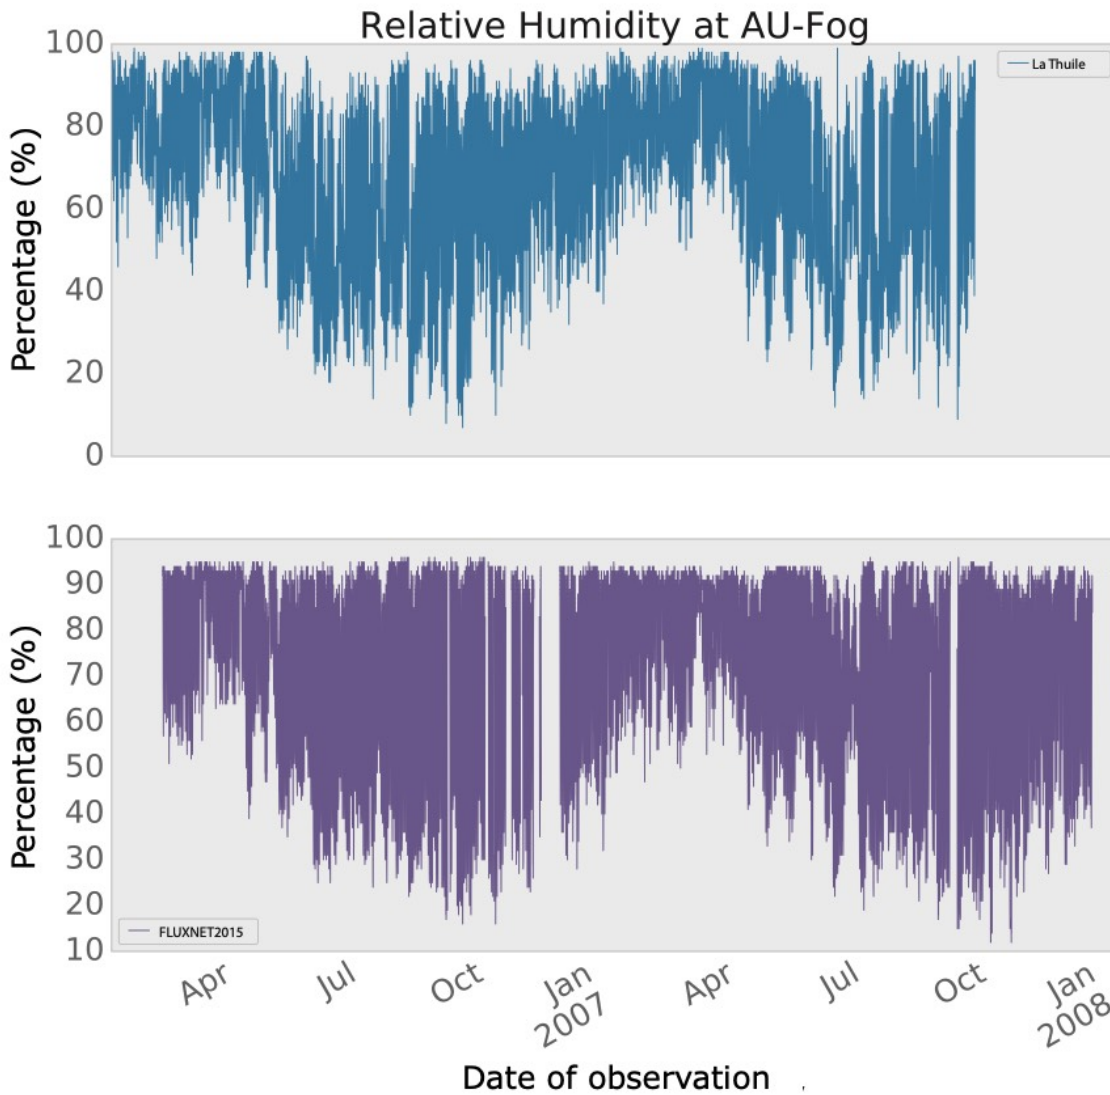 Relative Humidity at AU-Fog
100
80
60
40
20
0
Percentage (%)
La Thuile
100
90
80
70
60
50
40
30
20
10
Percentage (%)
FLUXNET2015
Apr
Jul
Oct
Jan
2007
Apr
Jul
Oct
Jan
2008
Date of observation ,